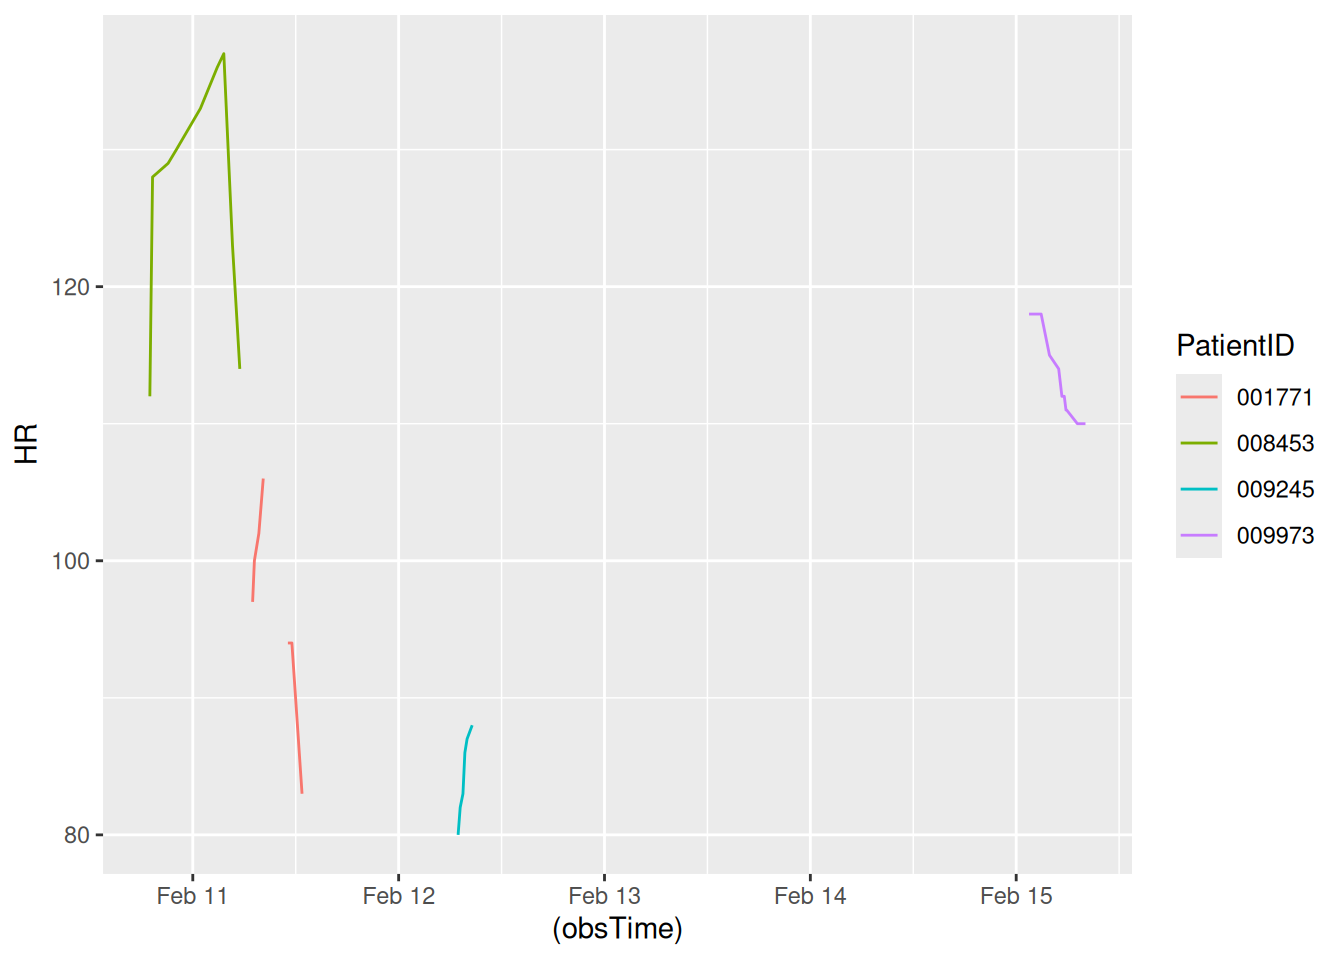 HR
120
100
80
Feb 11
Feb 12
Feb 13
Feb 14
Feb 15
(obsTime)
PatientID
001771
008453
009245
009973